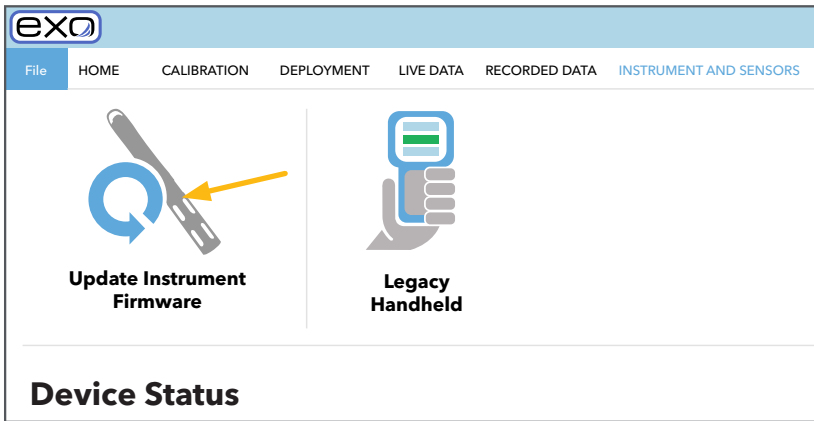 exo
File HOME CALIBRATION DEPLOYMENT LIVE DATA RECORDED DATA INSTRUMENT AND SENSORS
Update Instrument
Firmware
Legacy
Handheld
Device Status